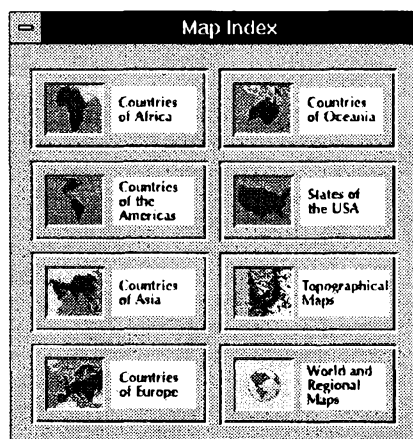 Map Index
Countries
of Africa
Countries
of Oceania
Countries
of the
Americas
States of
the USA
Countries
of Asia
Topographical
Maps
Countries
of Europe
World and
Regional
Maps